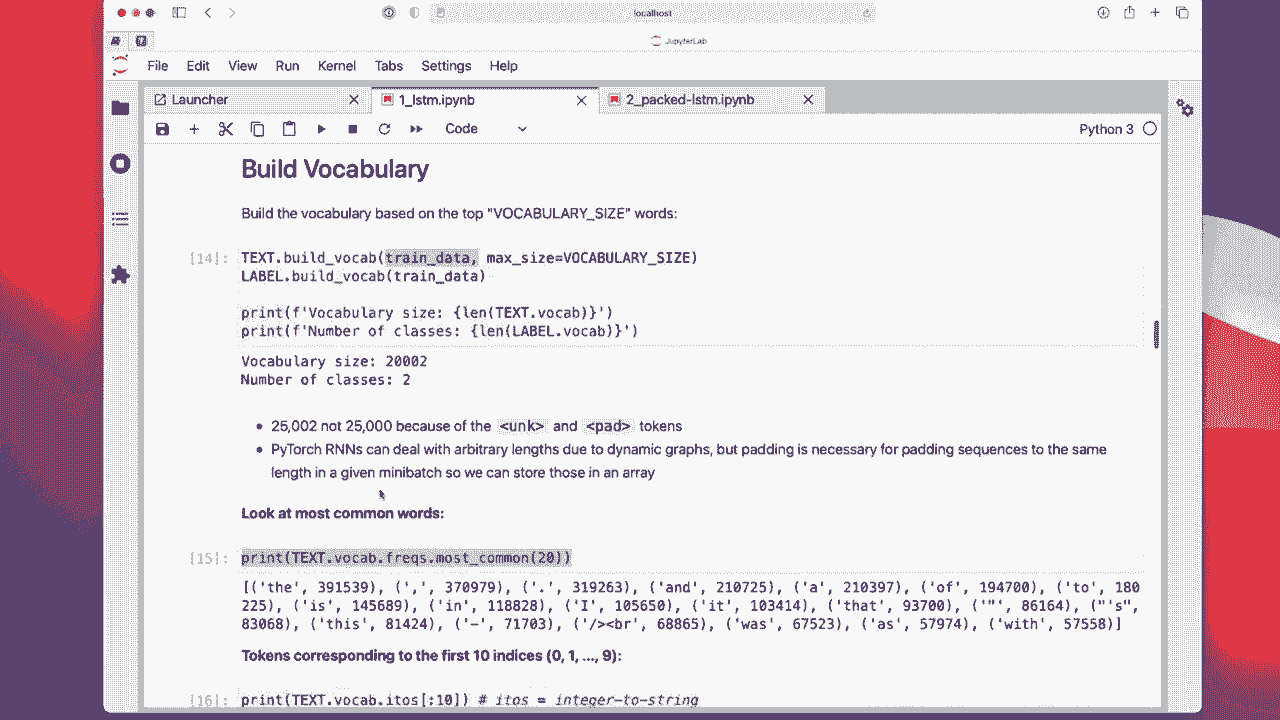 localhost
JupyterLab
File Edit View Run Kernel Tabs Settings Help
Launcher
1_lstm.ipynb
2_packed-lstm.ipynb
Code
Python 3
Build Vocabulary
Build the vocabulary based on the top "VOCABULARY_SIZE" words:
[14]: TEXT.build_vocab(train_data, max_size=VOCABULARY_SIZE)
LABEL.build_vocab(train_data)
print(f'Vocabulary size: {len(TEXT.vocab)}')
print(f'Number of classes: {len(LABEL.vocab)}')
Vocabulary size: 20002
Number of classes: 2
• 25,002 not 25,000 because of the <unk> and <pad> tokens
• PyTorch RNNs can deal with arbitrary lengths due to dynamic graphs, but padding is necessary for padding sequences to the same
length in a given minibatch so we can store those in an array
Look at most common words:
[15]: print(TEXT.vocab.freqs.most_common(20))
[('the', 391539), (',', 370979), ('.', 319263), ('and', 210725), ('a', 210397), ('of', 194700), ('to', 180
225), ('is', 145689), ('in', 118828), ('I', 105650), ('it', 103414), ('that', 93700), ('"', 86164), ("'s",
83068), ('this', 81424), ('-', 71703), ('/><br', 68865), ('was', 67523), ('as', 57974), ('with', 57558)]
Tokens corresponding to the first 10 indices (0, 1, ..., 9):
[16]: print(TEXT.vocab.itos[:10]) # itos = integer-to-string